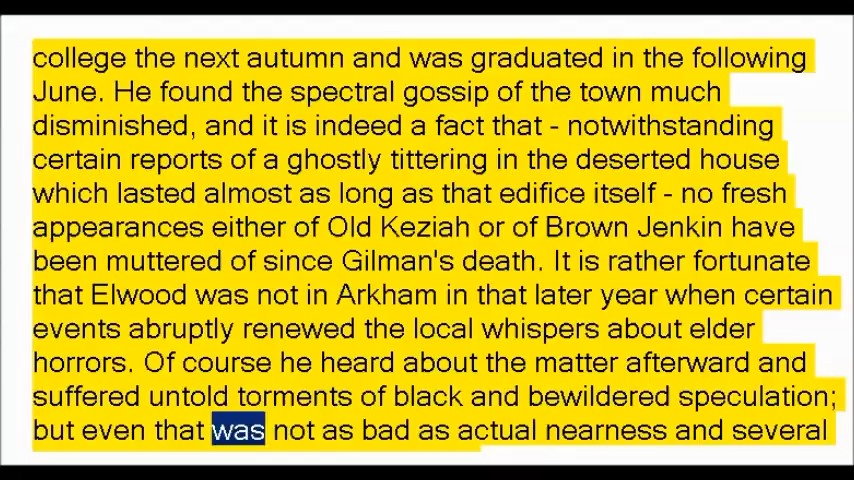 college the next autumn and was graduated in the following
June. He found the spectral gossip of the town much
disminished, and it is indeed a fact that - notwithstanding
certain reports of a ghostly tittering in the deserted house
which lasted almost as long as that edifice itself - no fresh
appearances either of Old Keziah or of Brown Jenkin have
been muttered of since Gilman's death. It is rather fortunate
that Elwood was not in Arkham in that later year when certain
events abruptly renewed the local whispers about elder
horrors. Of course he heard about the matter afterward and
suffered untold torments of black and bewildered speculation;
but even that was not as bad as actual nearness and several